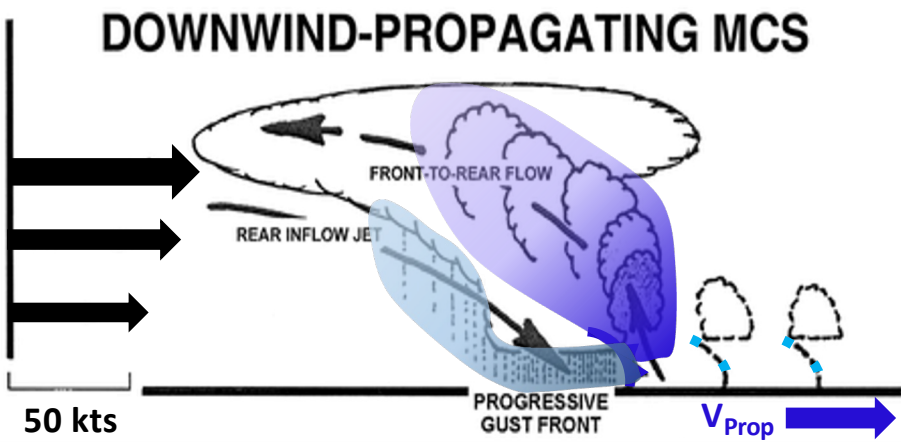 DOWNWIND-PROPAGATING MCS
FRONT-TO-REAR FLOW
REAR INFLOW JET
50 kts
PROGRESSIVE
GUST FRONT
VProp